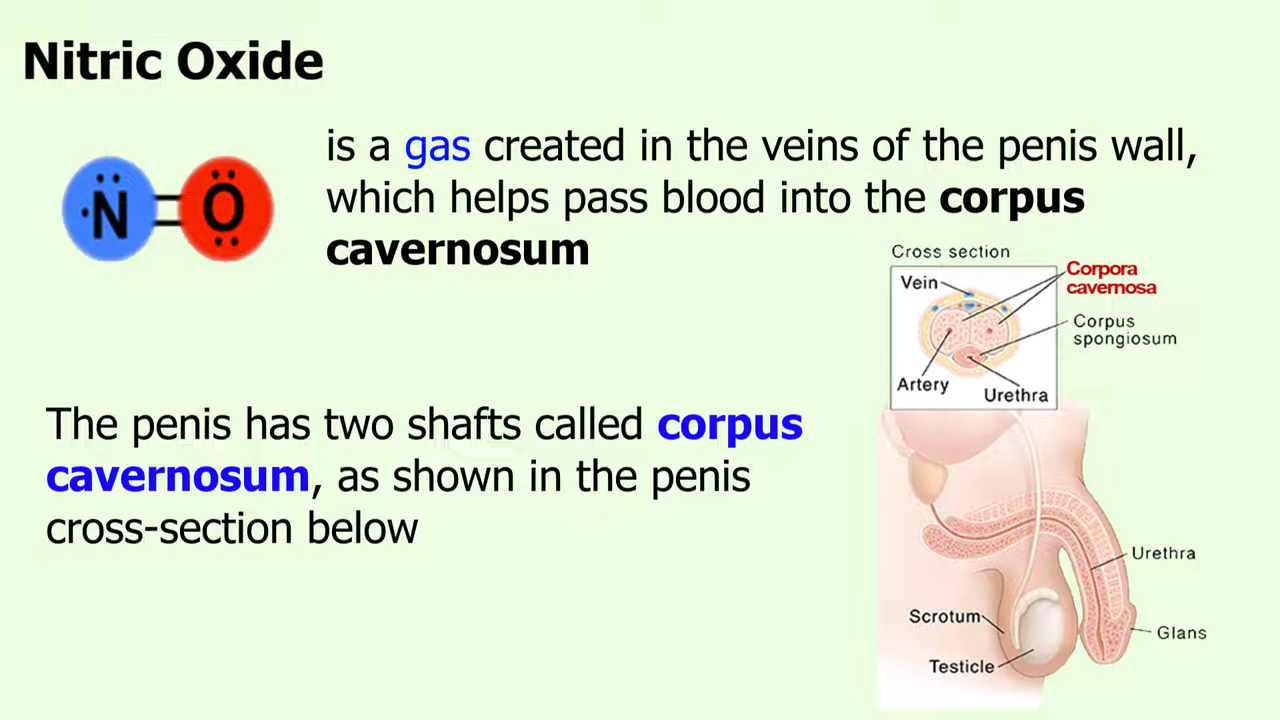 Nitric Oxide
·N=O
is a gas created in the veins of the penis wall,
which helps pass blood into the corpus
cavernosum
Cross section
Vein
Corpora
cavernosa
Corpus
spongiosum
Artery
Urethra
The penis has two shafts called corpus
cavernosum, as shown in the penis
cross-section below
Urethra
Scrotum
Glans
Testicle